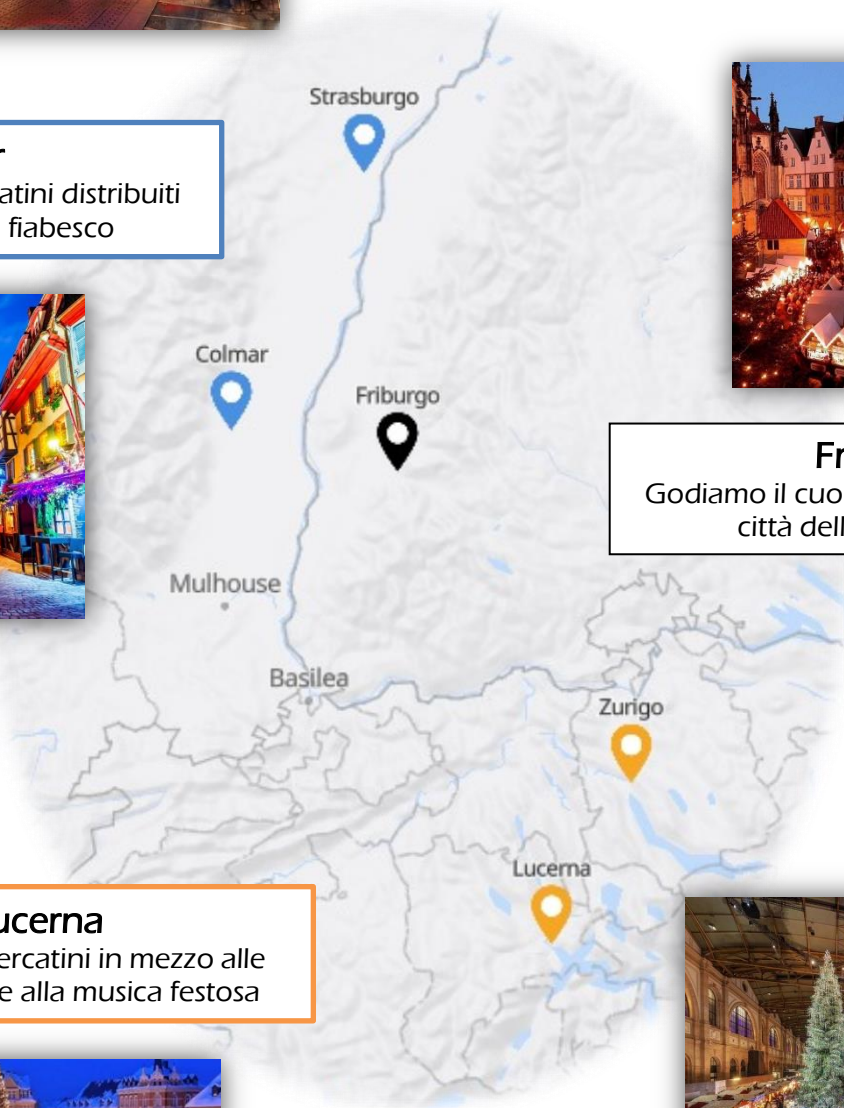 Strasburgo
r
atini distribuiti
fiabesco
Colmar
Friburgo
Fr
Godiamo il cuo
città dell
Mulhouse
Basilea
Zurigo
Lucerna
ucerna
ercatini in mezzo alle
e alla musica festosa